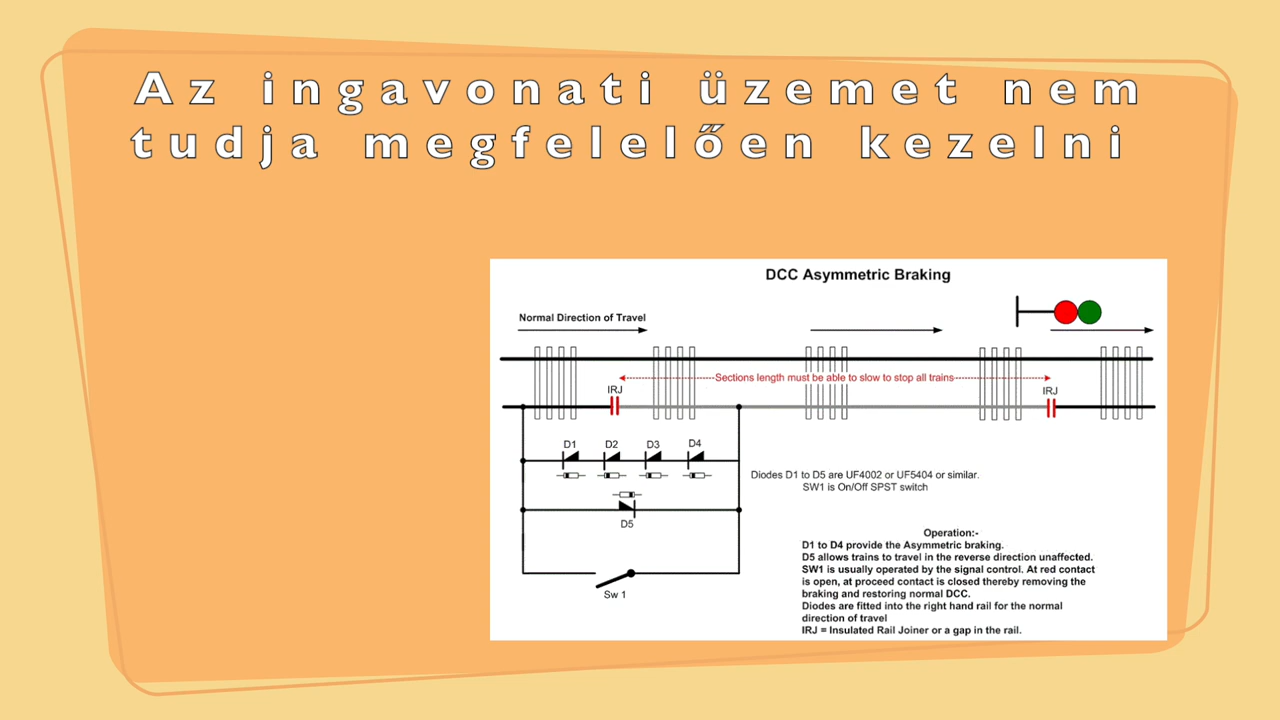 Az ingavonati üzemet nem
tudja megfelelően kezelni
DCC Asymmetric Braking
Normal Direction of Travel
Sections length must be able to slow to stop all trains
IRJ
IRJ
D1 D2 D3 D4
D5
Sw 1
Diodes D1 to D5 are UF4002 or UF5404 or similar.
SW1 is On/Off SPST switch
Operation:-
D1 to D4 provide the Asymmetric braking.
D5 allows trains to travel in the reverse direction unaffected.
SW1 is usually operated by the signal control. At red contact
is open, at proceed contact is closed thereby removing the
braking and restoring normal DCC.
Diodes are fitted into the right hand rail for the normal
direction of travel
IRJ = Insulated Rail Joiner or a gap in the rail.